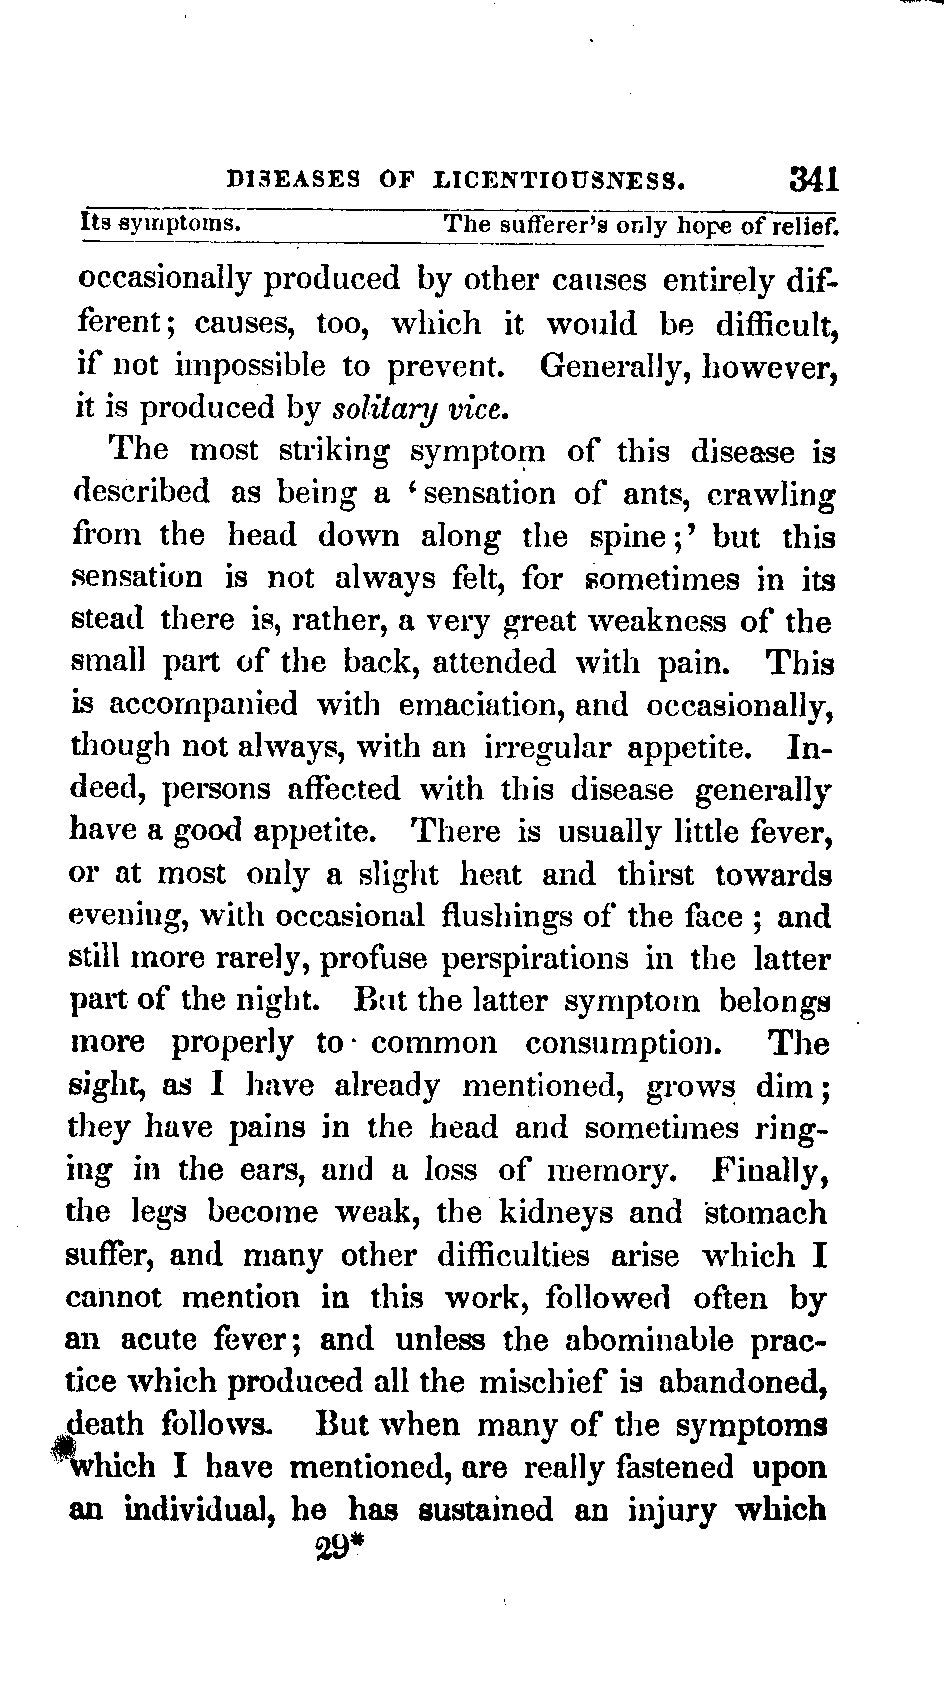 DISEASES OF LICENTIOUSNESS. 341
Its symptoms. The sufferer's only hope of relief.
occasionally produced by other causes entirely dif-
ferent; causes, too, which it would be difficult,
if not impossible to prevent. Generally, however,
it is produced by solitary vice.
The most striking symptom of this disease is
described as being a ‘sensation of ants, crawling
from the head down along the spine;’ but this
sensation is not always felt, for sometimes in its
stead there is, rather, a very great weakness of the
small part of the back, attended with pain. This
is accompanied with emaciation, and occasionally,
though not always, with an irregular appetite. In-
deed, persons affected with this disease generally
have a good appetite. There is usually little fever,
or at most only a slight heat and thirst towards
evening, with occasional flushings of the face ; and
still more rarely, profuse perspirations in the latter
part of the night. But the latter symptom belongs
more properly to common consumption. The
sight, as I have already mentioned, grows dim;
they have pains in the head and sometimes ring-
ing in the ears, and a loss of memory. Finally,
the legs become weak, the kidneys and stomach
suffer, and many other difficulties arise which I
cannot mention in this work, followed often by
an acute fever; and unless the abominable prac-
tice which produced all the mischief is abandoned,
death follows. But when many of the symptoms
which I have mentioned, are really fastened upon
an individual, he has sustained an injury which
29*